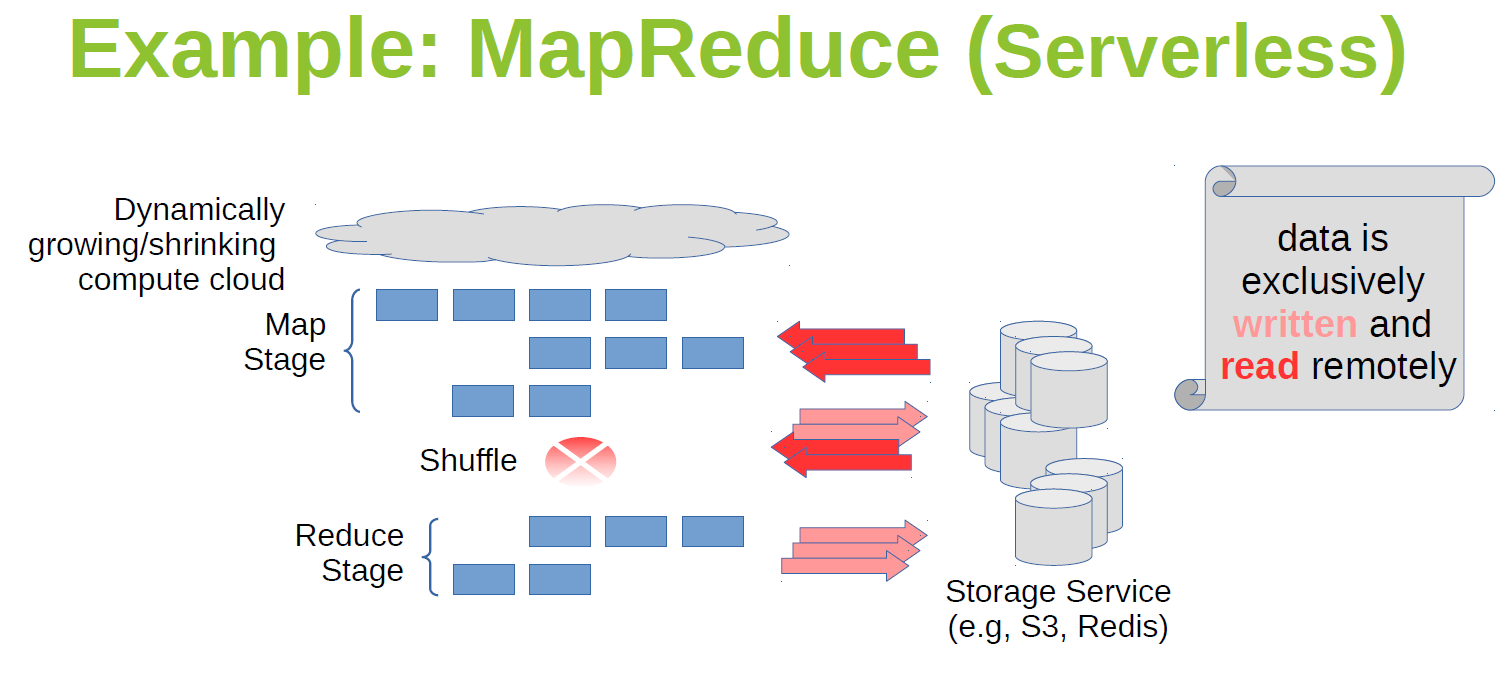 Example: MapReduce (Serverless)
Dynamically
growing/shrinking
compute cloud
Map
Stage
Shuffle
Reduce
Stage
data is
exclusively
written and
read remotely
Storage Service
(e.g, S3, Redis)